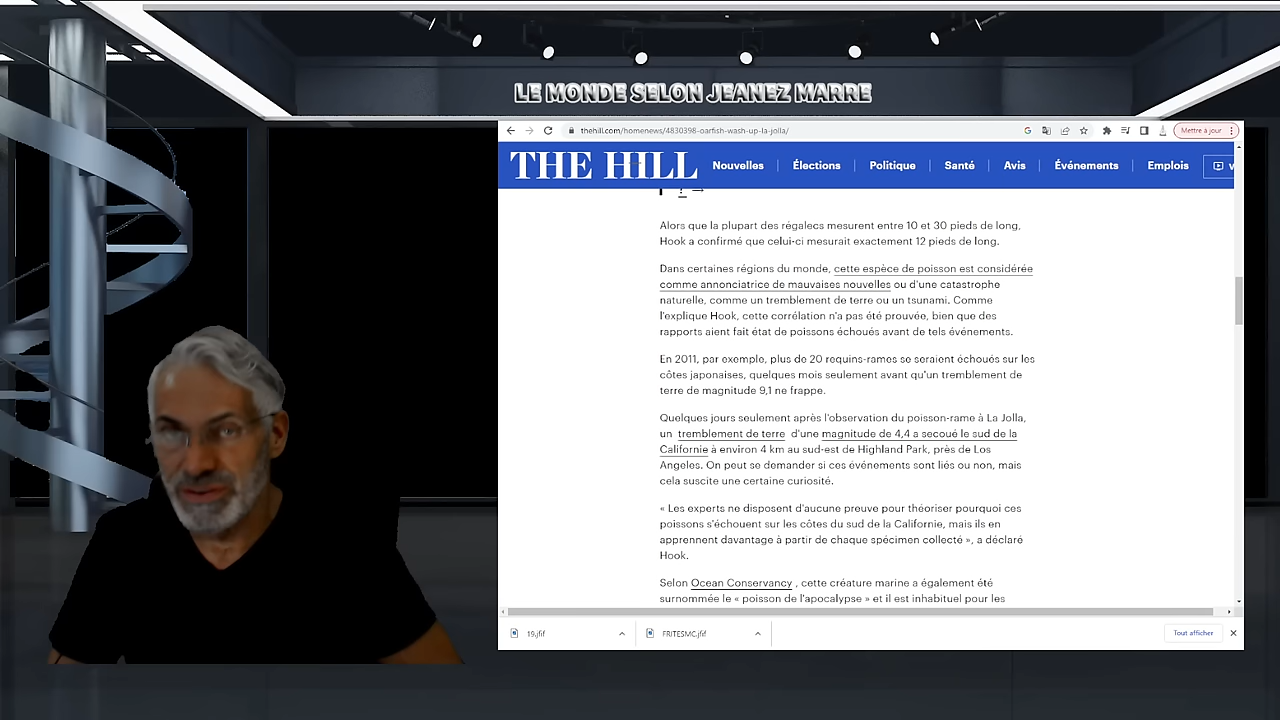 LE MONDE SELON JEANEZ MARRE
thehill.com/homenews/4830398-oarfish-wash-up-la-jolla/
Mettre à jour
THE HILL
Nouvelles
Élections
Politique
Santé
Avis
Événements
Emplois
Alors que la plupart des régalecs mesurent entre 10 et 30 pieds de long,
Hook a confirmé que celui-ci mesurait exactement 12 pieds de long.
Dans certaines régions du monde, cette espèce de poisson est considérée
comme annonciatrice de mauvaises nouvelles ou d'une catastrophe
naturelle, comme un tremblement de terre ou un tsunami. Comme
l'explique Hook, cette corrélation n'a pas été prouvée, bien que des
rapports aient fait état de poissons échoués avant de tels événements.
En 2011, par exemple, plus de 20 requins-rames se seraient échoués sur les
côtes japonaises, quelques mois seulement avant qu'un tremblement de
terre de magnitude 9,1 ne frappe.
Quelques jours seulement après l'observation du poisson-rame à La Jolla,
un tremblement de terre d'une magnitude de 4,4 a secoué le sud de la
Californie à environ 4 km au sud-est de Highland Park, près de Los
Angeles. On peut se demander si ces événements sont liés ou non, mais
cela suscite une certaine curiosité.
« Les experts ne disposent d'aucune preuve pour théoriser pourquoi ces
poissons s'échouent sur les côtes du sud de la Californie, mais ils en
apprennent davantage à partir de chaque spécimen collecté », a déclaré
Hook.
Selon Ocean Conservancy , cette créature marine a également été
surnommée le « poisson de l'apocalypse » et il est inhabituel pour les
19.jfif
FRITESMC.jfif
Tout afficher